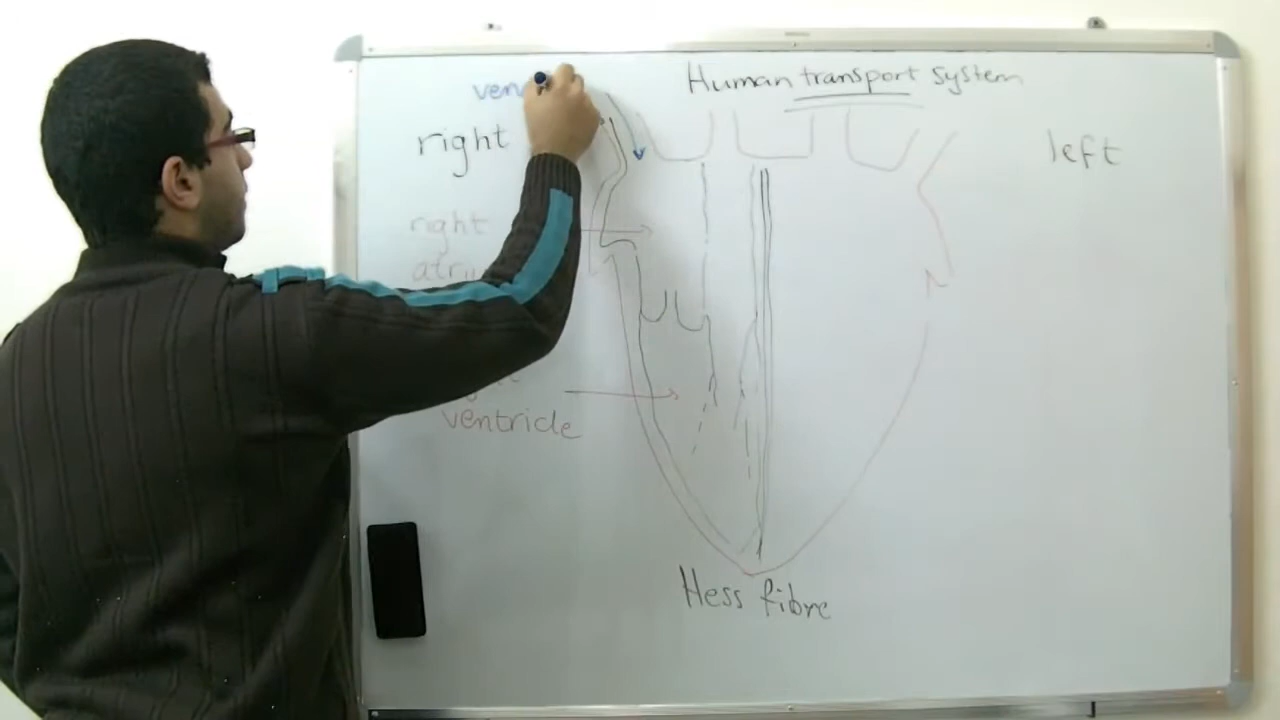 Human transport system
ven
right
left
right
atri
ventricle
Hess fibre